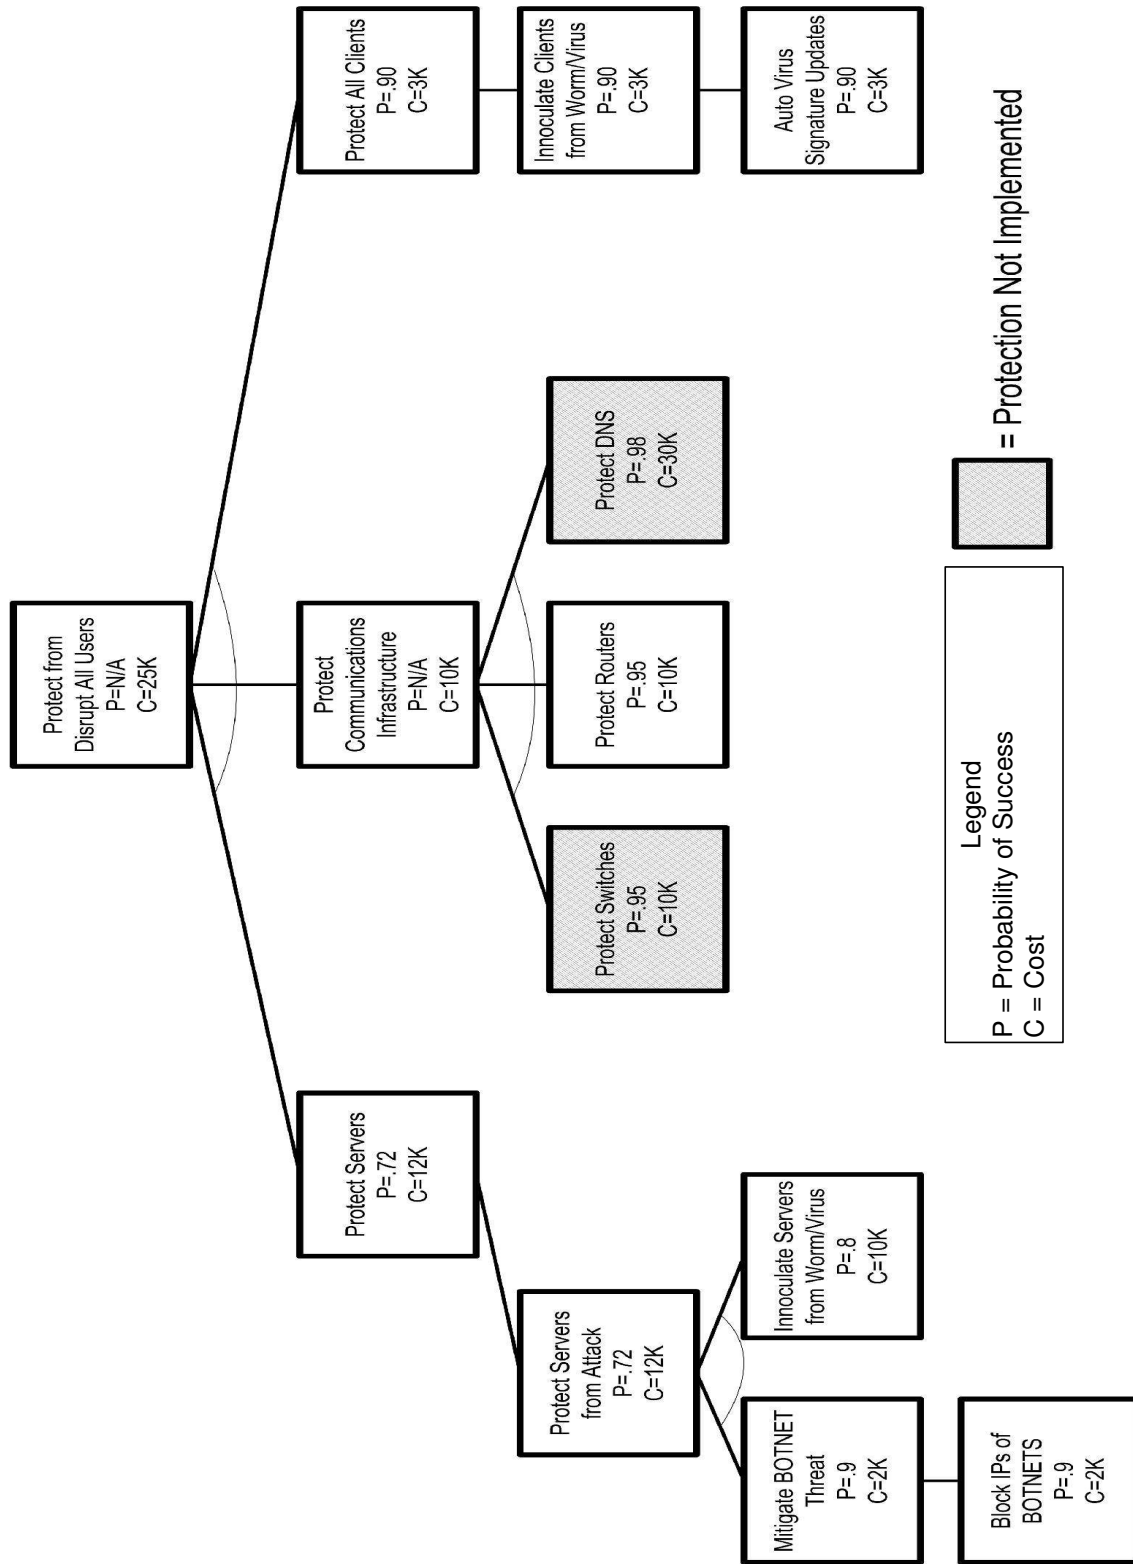 Protect from
Disrupt All Users
P=N/A
C=25K
Protect Servers
P=.72
C=12K
Protect
Communications
Infrastructure
P=N/A
C=10K
Protect All Clients
P=.90
C=3K
Protect Servers
from Attack
P=.72
C=12K
Protect Switches
P=.95
C=10K
Protect Routers
P=.95
C=10K
Protect DNS
P=.98
C=30K
Innoculate Clients
from Worm/Virus
P=.90
C=3K
Mitigate BOTNET
Threat
P=.9
C=2K
Innoculate Servers
from Worm/Virus
P=.8
C=10K
Auto Virus
Signature Updates
P=.90
C=3K
Block IPs of
BOTNETS
P=.9
C=2K
Legend
P = Probability of Success
C = Cost
= Protection Not Implemented